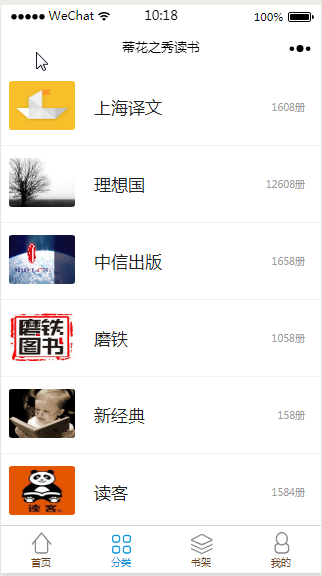 ●●●●● WeChat 10:18 100%
蒂花之秀读书
上海译文 1608册
理想国 12608册
中信出版 1658册
磨铁图书
磨铁 1058册
新经典 158册
读客
读客 1584册
首页 分类 书架 我的